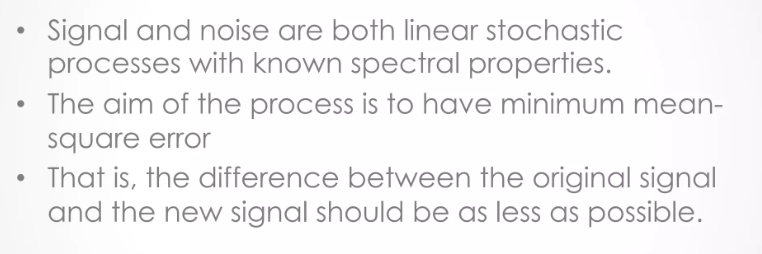 • Signal and noise are both linear stochastic
processes with known spectral properties.
• The aim of the process is to have minimum mean-
square error
• That is, the difference between the original signal
and the new signal should be as less as possible.